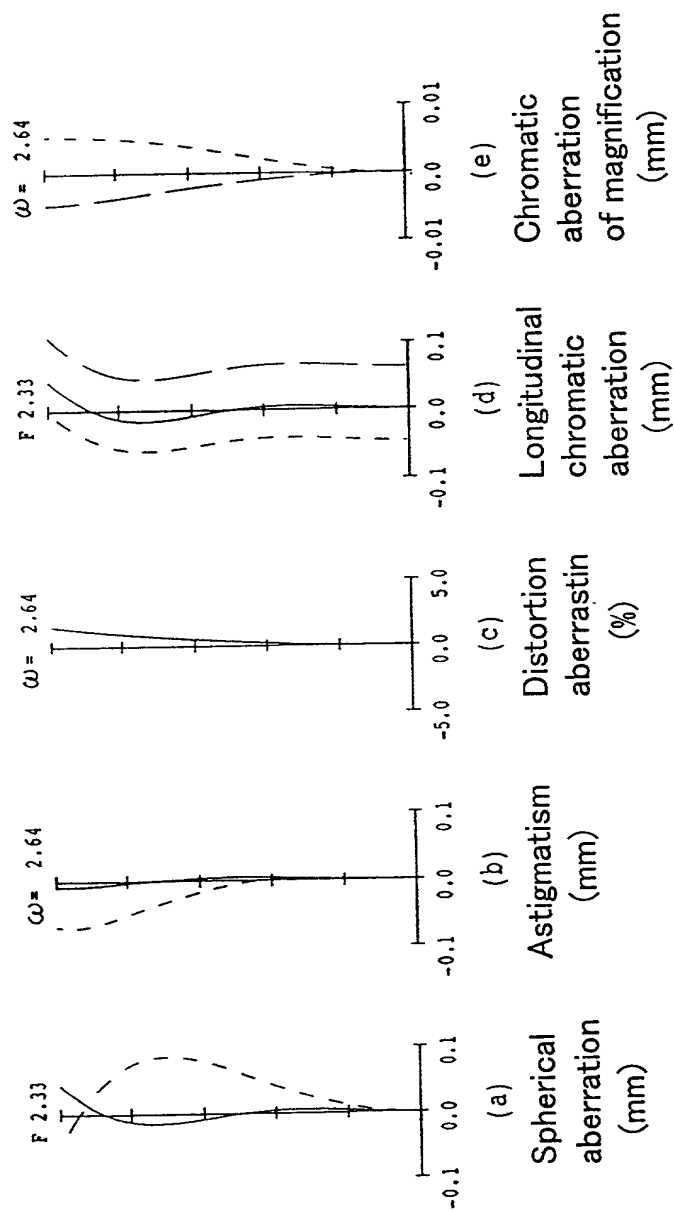 F 2.33
-0.1 0.0 0.1
(a)
Spherical
aberration
(mm)
ω= 2.64
-0.1 0.0 0.1
(b)
Astigmatism
(mm)
ω= 2.64
-5.0 0.0 5.0
(c)
Distortion
aberrastin
(%)
F 2.33
-0.1 0.0 0.1
(d)
Longitudinal
chromatic
aberration
(mm)
ω= 2.64
-0.01 0.0 0.01
(e)
Chromatic
aberration
of magnification
(mm)